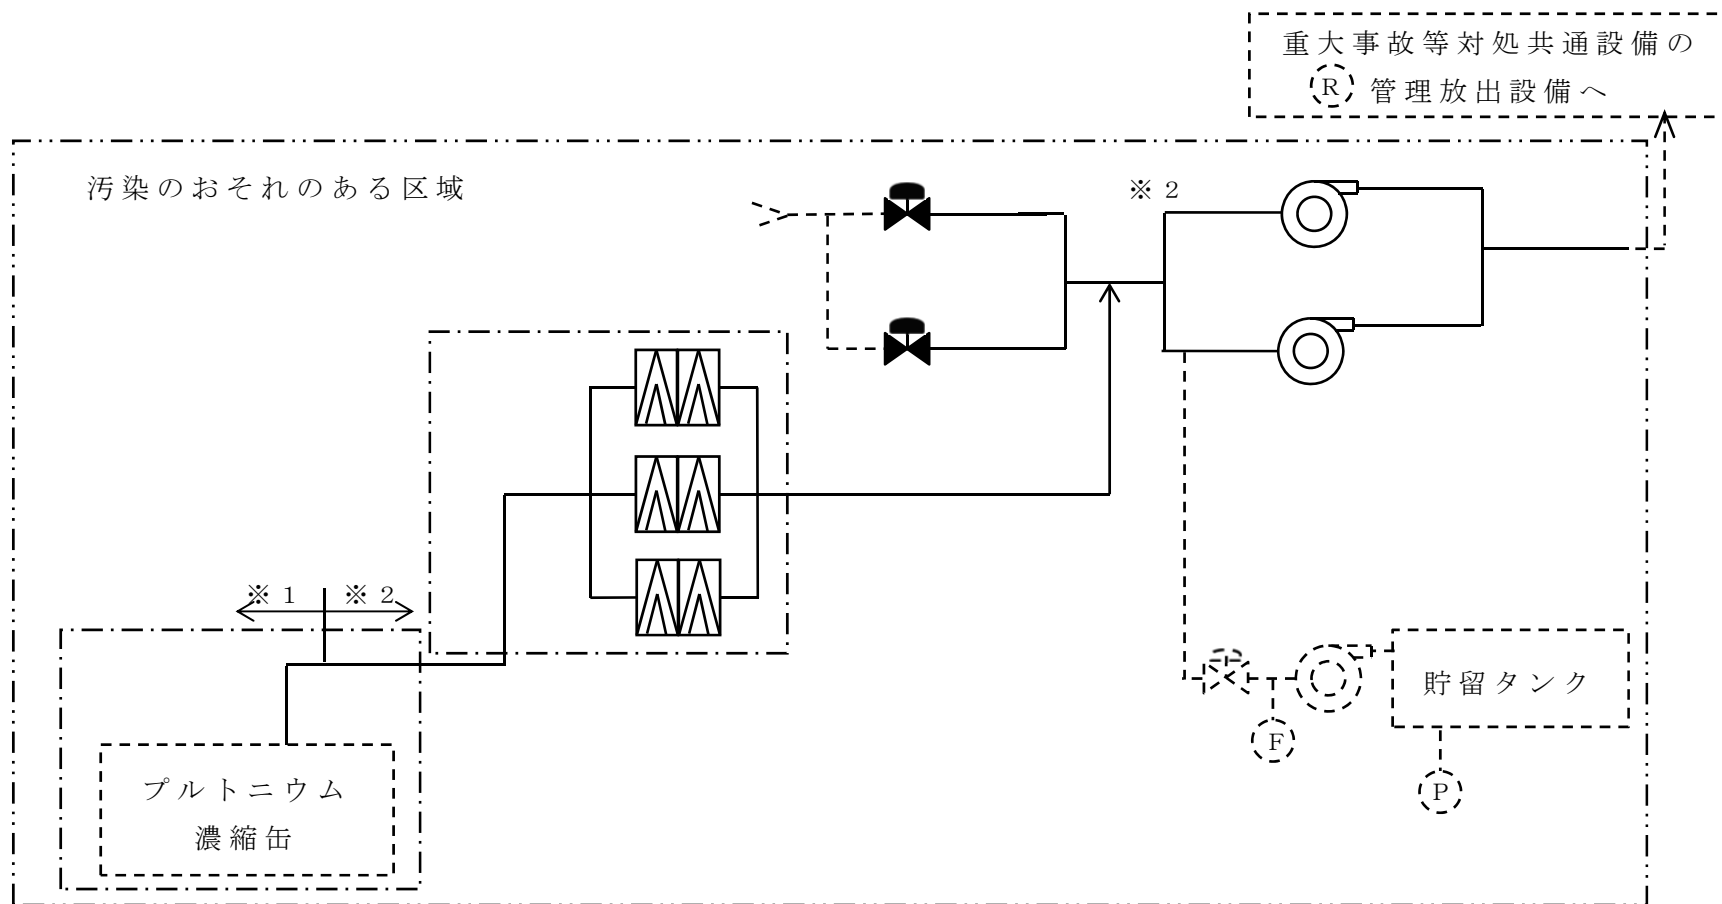 重大事故等対処共通設備の
R 管理放出設備へ
汚染のおそれのある区域
※2
※1 ※2
貯留タンク
F
P
プルトニウム
濃縮缶